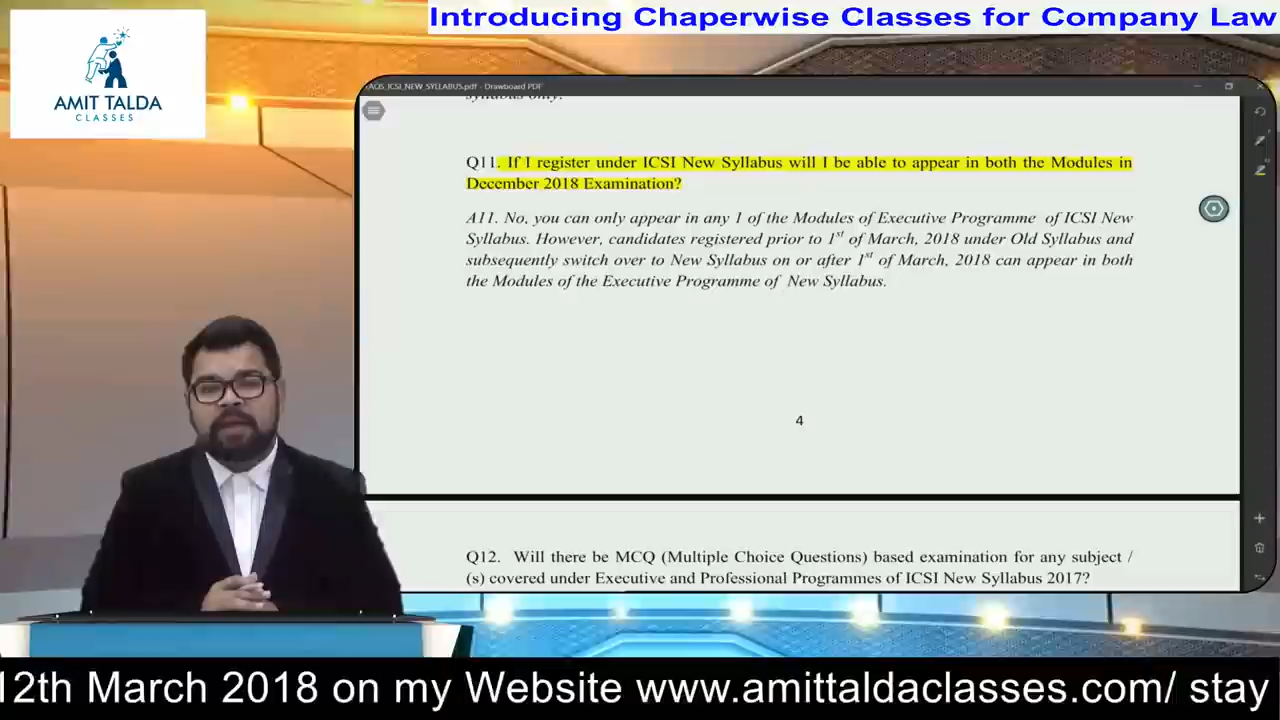 Introducing Chaperwise Classes for Company Law
AMIT TALDA
CLASSES
FAQS_ICSI_NEW_SYLLABUS.pdf - Drawboard PDF
syllabus only.
Q11. If I register under ICSI New Syllabus will I be able to appear in both the Modules in
December 2018 Examination?
A11. No, you can only appear in any 1 of the Modules of Executive Programme of ICSI New
Syllabus. However, candidates registered prior to 1st of March, 2018 under Old Syllabus and
subsequently switch over to New Syllabus on or after 1st of March, 2018 can appear in both
the Modules of the Executive Programme of New Syllabus.
4
Q12. Will there be MCQ (Multiple Choice Questions) based examination for any subject /
(s) covered under Executive and Professional Programmes of ICSI New Syllabus 2017?
12th March 2018 on my Website www.amittaldaclasses.com/ stay